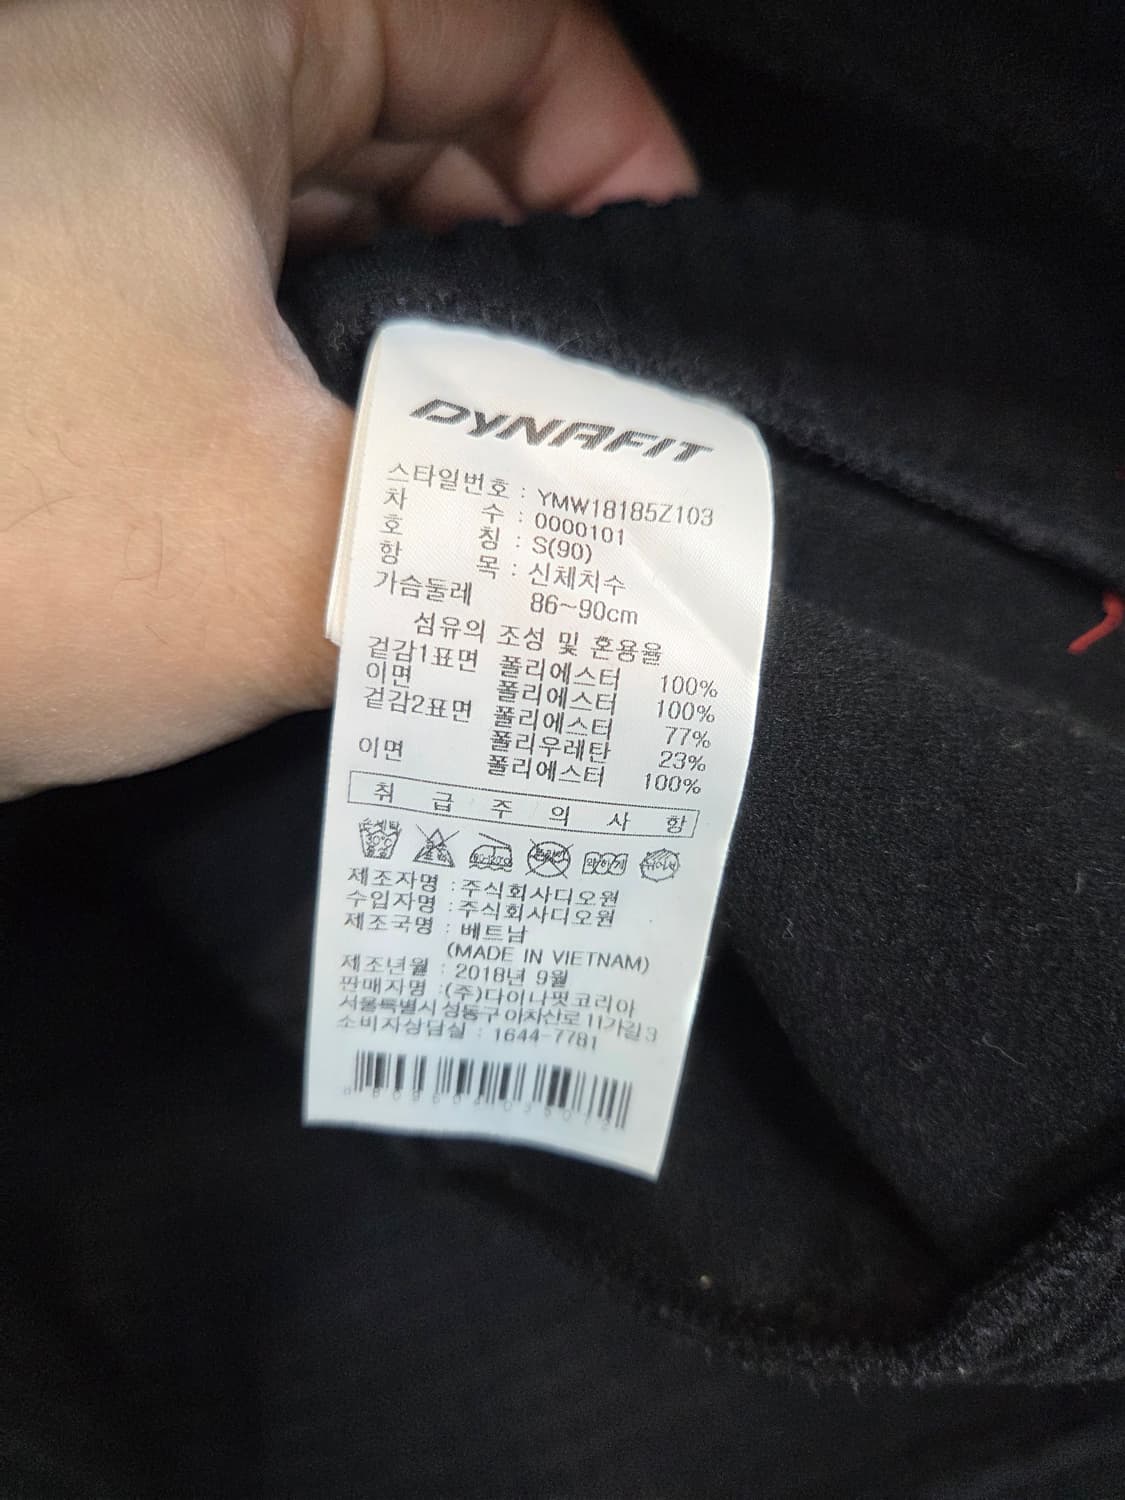 DYNAFIT
스타일번호 : YMW18185Z103
차 수 : 0000101
호 칭 : S(90)
항 목 : 신체치수
가슴둘레 86~90cm
섬유의 조성 및 혼용율
겉감1표면 폴리에스터 100%
이면 폴리에스터 100%
겉감2표면 폴리에스터 77%
폴리우레탄 23%
이면 폴리에스터 100%
취 급 주 의 사 항
손세탁
약하게
제조자명 : 주식회사디오원
수입자명 : 주식회사디오원
제조국명 : 베트남
(MADE IN VIETNAM)
제조년월 : 2018년 9월
판매자명 : (주)다이나핏코리아
서울특별시 성동구 아차산로 11가길 3
소비자상담실 : 1644-7781